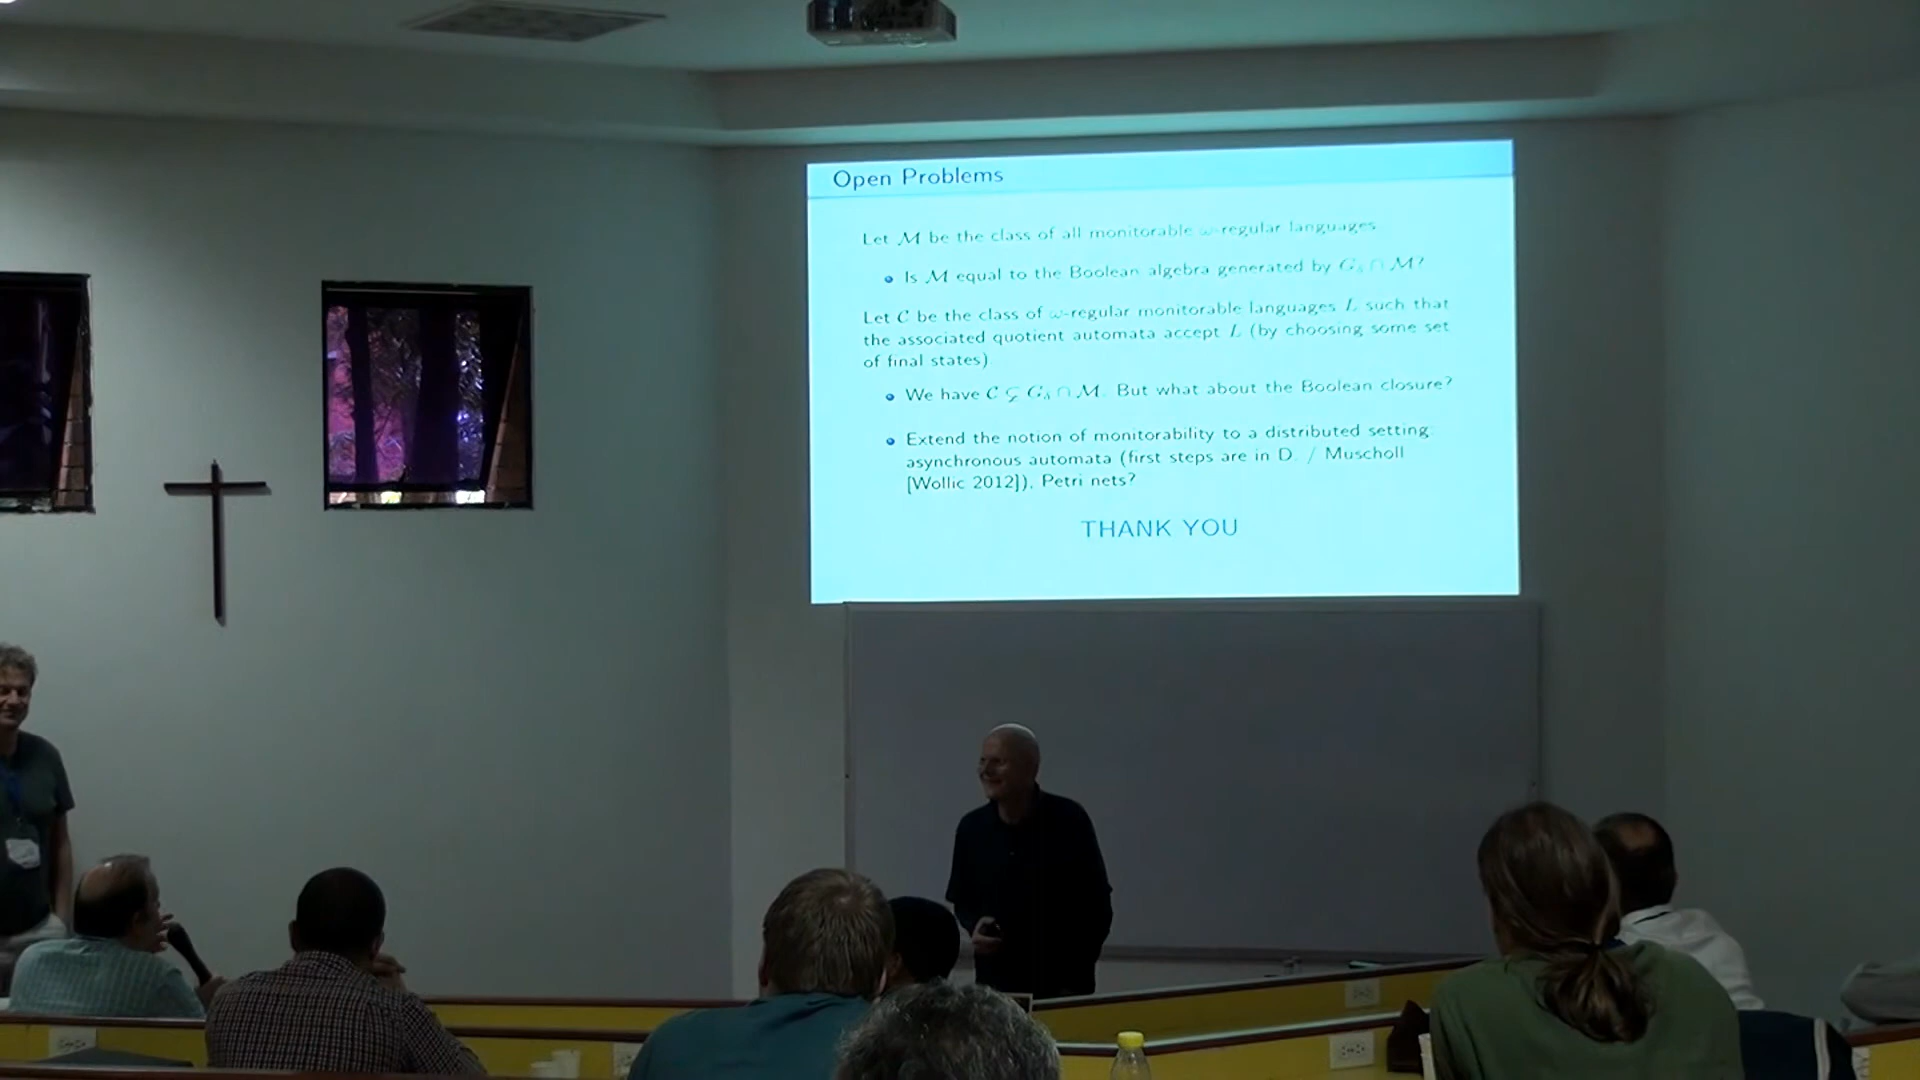 Open Problems
Let ℳ be the class of all monitorable ω-regular languages.
Is ℳ equal to the Boolean algebra generated by G_δ ∩ ℳ?
Let 𝒞 be the class of ω-regular monitorable languages L such that
the associated quotient automata accept L (by choosing some set
of final states).
We have 𝒞 ⊊ G_δ ∩ ℳ. But what about the Boolean closure?
Extend the notion of monitorability to a distributed setting:
asynchronous automata (first steps are in D. / Muscholl
[Wollic 2012]), Petri nets?
THANK YOU